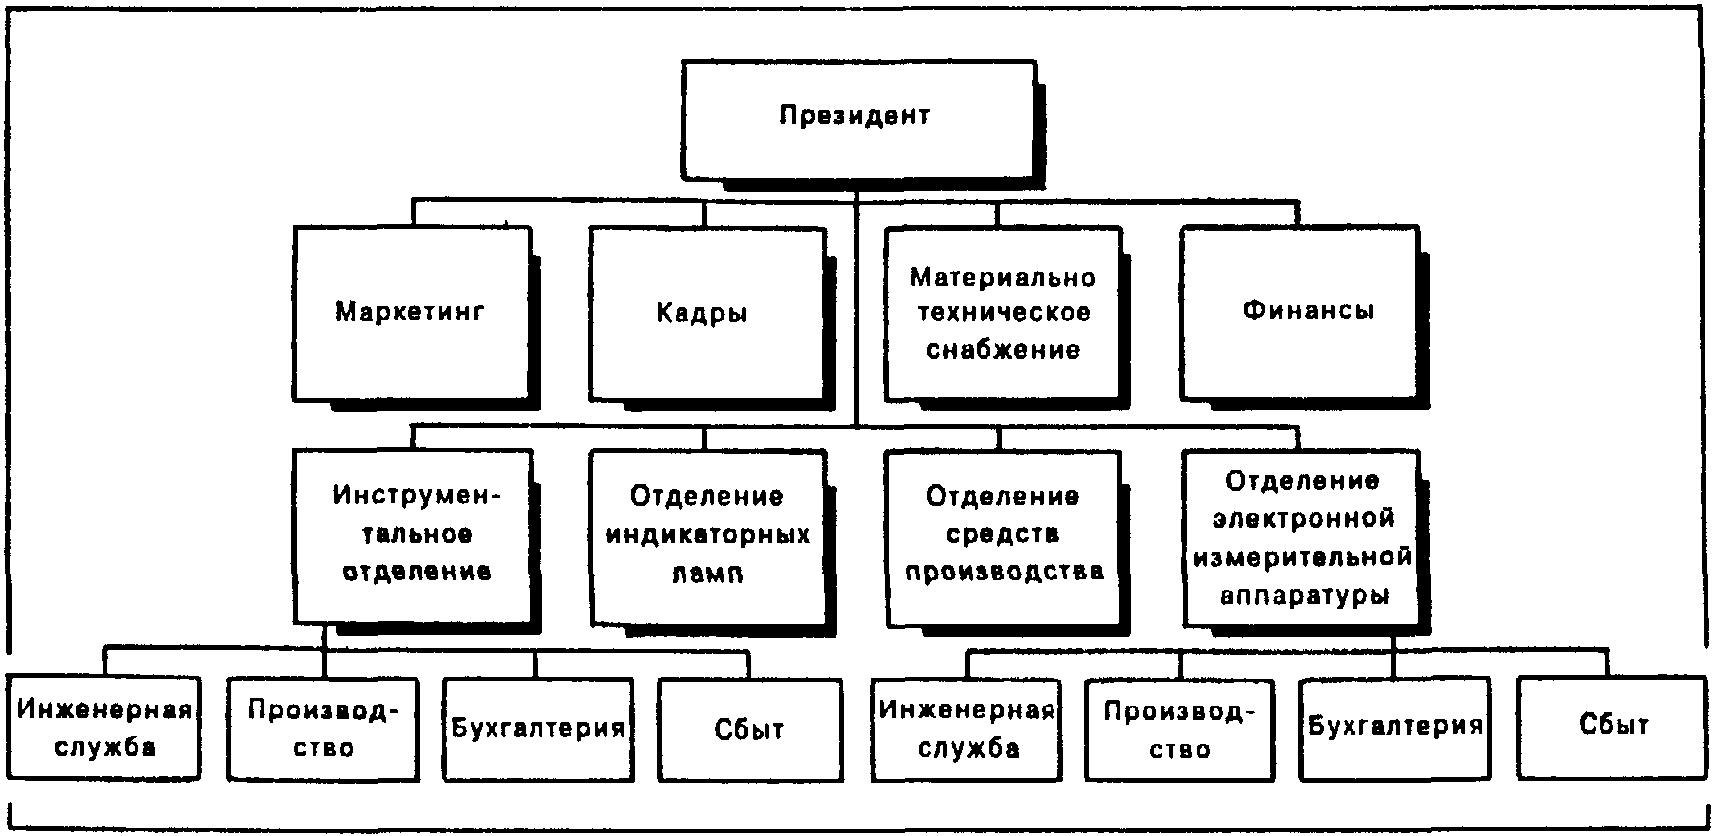 Президент
Маркетинг
Кадры
Материально
техническое
снабжение
Финансы
Инструмен-
тальное
отделение
Отделение
индикаторных
ламп
Отделение
средств
производства
Отделение
электронной
измерительной
аппаратуры
Инженерная
служба
Производ-
ство
Бухгалтерия
Сбыт
Инженерная
служба
Производ-
ство
Бухгалтерия
Сбыт